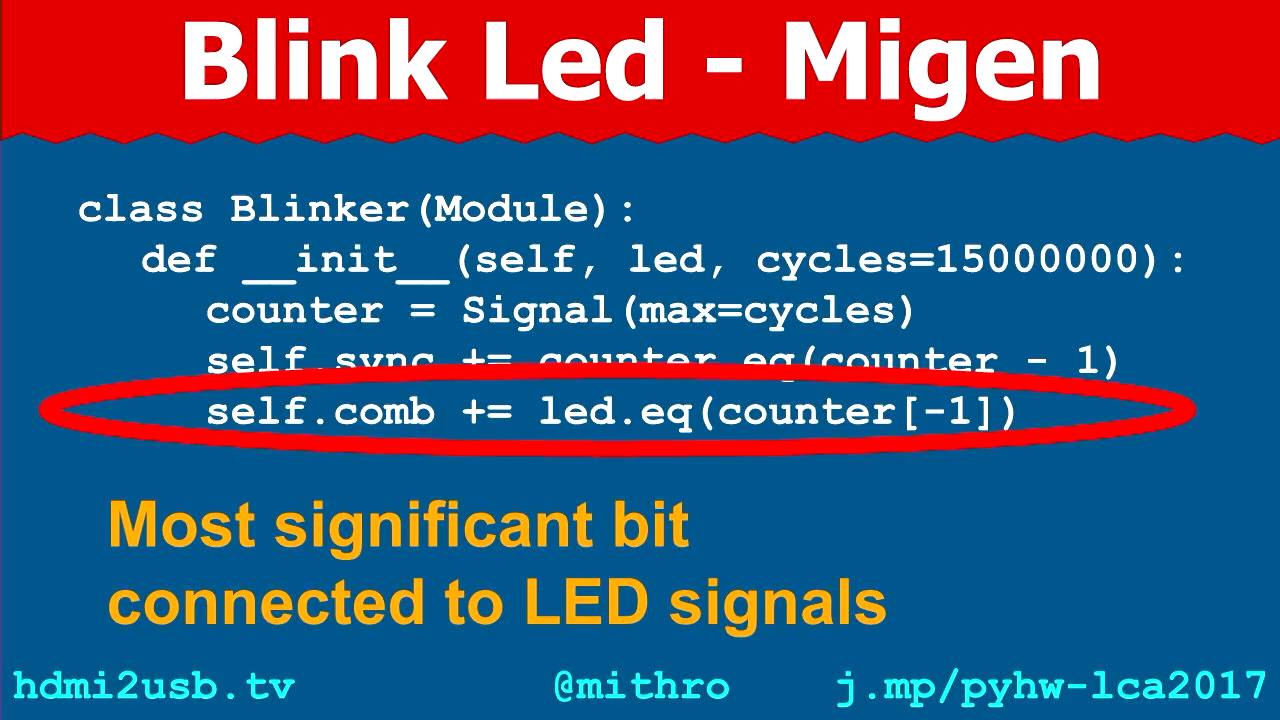 Blink Led - Migen
class Blinker(Module):
def __init__(self, led, cycles=15000000):
counter = Signal(max=cycles)
self.sync += counter.eq(counter - 1)
self.comb += led.eq(counter[-1])
Most significant bit
connected to LED signals
hdmi2usb.tv @mithro j.mp/pyhw-lca2017